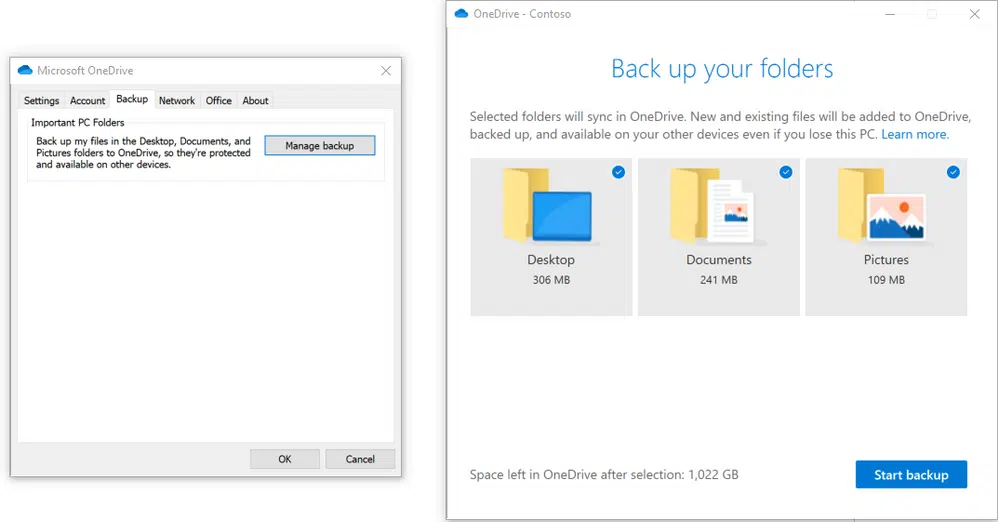 Microsoft OneDrive
Settings Account Backup Network Office About
Important PC Folders
Back up my files in the Desktop, Documents, and
Pictures folders to OneDrive, so they're protected
and available on other devices.
Manage backup
OK Cancel
OneDrive - Contoso
Back up your folders
Selected folders will sync in OneDrive. New and existing files will be added to OneDrive,
backed up, and available on your other devices even if you lose this PC. Learn more.
Desktop Documents Pictures
306 MB 241 MB 109 MB
Space left in OneDrive after selection: 1,022 GB
Start backup